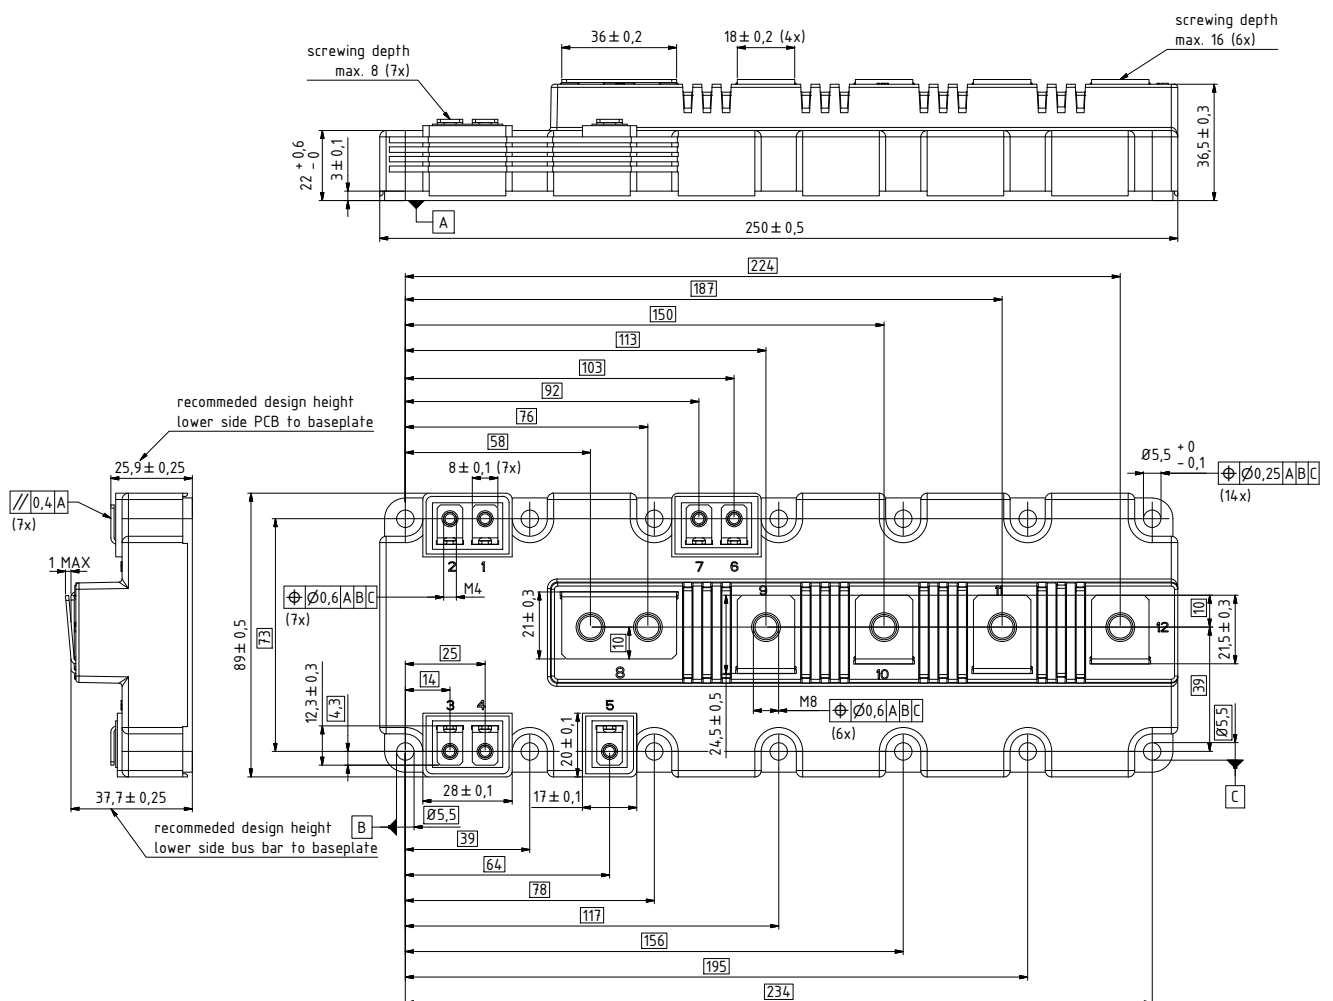 screwing depth
max. 16 (6x)
36 ± 0,2
18 ± 0,2 (4x)
screwing depth
max. 8 (7x)
22 + 0,6
- 0
3 ± 0,1
36,5 ± 0,3
A
250 ± 0,5
224
187
150
113
103
92
76
58
recommeded design height
lower side PCB to baseplate
25,9 ± 0,25
8 ± 0,1 (7x)
Ø5,5 + 0
- 0,1
⌖ Ø0,25 A B C
(14x)
// 0,4 A
(7x)
1 MAX
2 1
7 6
M4
⌖ Ø0,6 A B C
(7x)
73
89 ± 0,5
21 ± 0,3
10
8
9
10
11
12
10
21,5 ± 0,3
39
25
14
12,3 ± 0,3
4,3
3 4
5
20 ± 0,1
24,5 ± 0,5
M8
⌖ Ø0,6 A B C
(6x)
Ø5,5
C
37,7 ± 0,25
28 ± 0,1
17 ± 0,1
B
Ø5,5
recommeded design height
lower side bus bar to baseplate
39
64
78
117
156
195
234